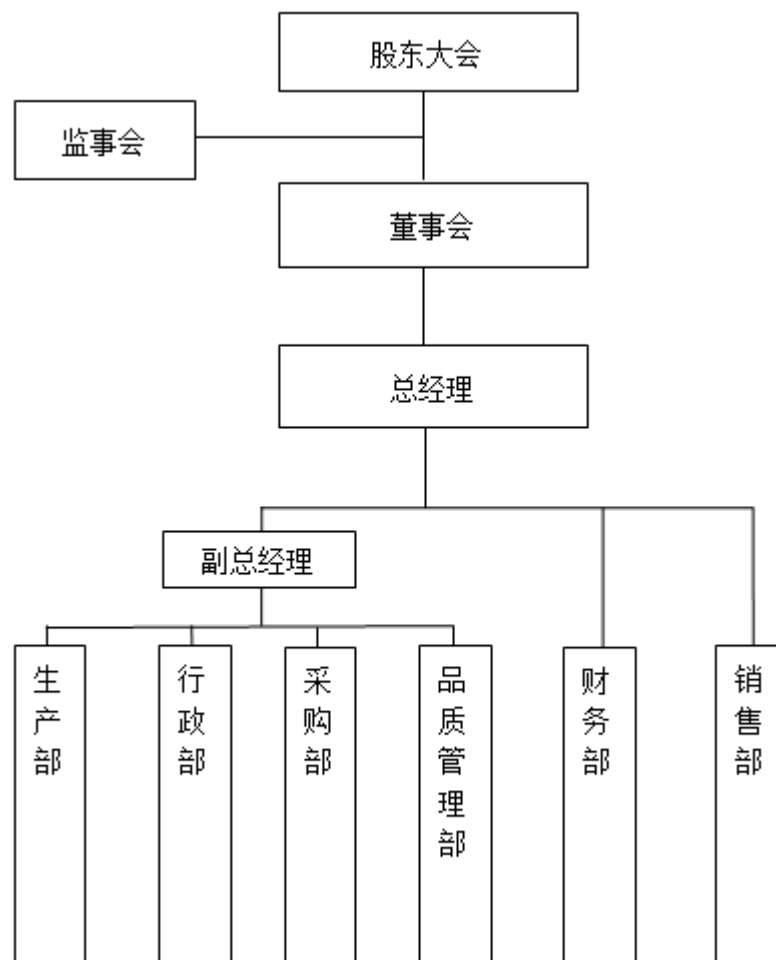 股东大会
监事会
董事会
总经理
副总经理
生产部
行政部
采购部
品质管理部
财务部
销售部